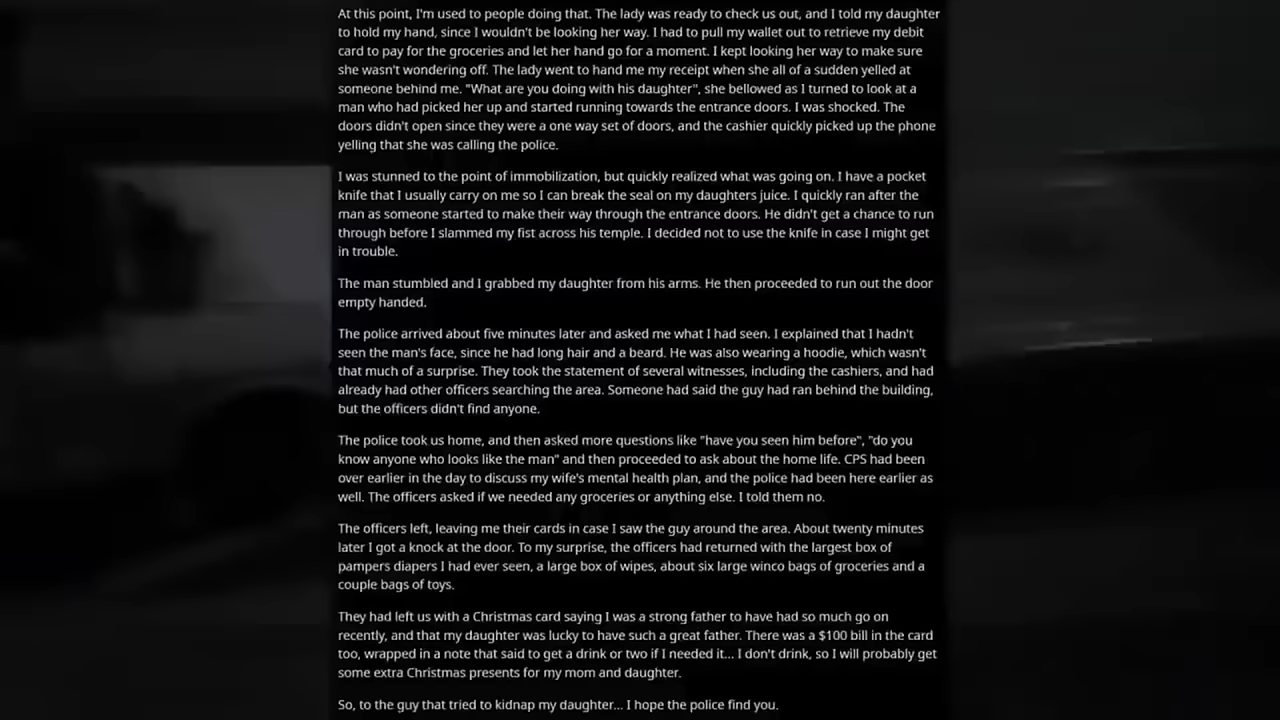 At this point, I'm used to people doing that. The lady was ready to check us out, and I told my daughter
to hold my hand, since I wouldn't be looking her way. I had to pull my wallet out to retrieve my debit
card to pay for the groceries and let her hand go for a moment. I kept looking her way to make sure
she wasn't wondering off. The lady went to hand me my receipt when she all of a sudden yelled at
someone behind me. "What are you doing with his daughter", she bellowed as I turned to look at a
man who had picked her up and started running towards the entrance doors. I was shocked. The
doors didn't open since they were a one way set of doors, and the cashier quickly picked up the phone
yelling that she was calling the police.
I was stunned to the point of immobilization, but quickly realized what was going on. I have a pocket
knife that I usually carry on me so I can break the seal on my daughters juice. I quickly ran after the
man as someone started to make their way through the entrance doors. He didn't get a chance to run
through before I slammed my fist across his temple. I decided not to use the knife in case I might get
in trouble.
The man stumbled and I grabbed my daughter from his arms. He then proceeded to run out the door
empty handed.
The police arrived about five minutes later and asked me what I had seen. I explained that I hadn't
seen the man's face, since he had long hair and a beard. He was also wearing a hoodie, which wasn't
that much of a surprise. They took the statement of several witnesses, including the cashiers, and had
already had other officers searching the area. Someone had said the guy had ran behind the building,
but the officers didn't find anyone.
The police took us home, and then asked more questions like "have you seen him before", "do you
know anyone who looks like the man" and then proceeded to ask about the home life. CPS had been
over earlier in the day to discuss my wife's mental health plan, and the police had been here earlier as
well. The officers asked if we needed any groceries or anything else. I told them no.
The officers left, leaving me their cards in case I saw the guy around the area. About twenty minutes
later I got a knock at the door. To my surprise, the officers had returned with the largest box of
pampers diapers I had ever seen, a large box of wipes, about six large winco bags of groceries and a
couple bags of toys.
They had left us with a Christmas card saying I was a strong father to have had so much go on
recently, and that my daughter was lucky to have such a great father. There was a $100 bill in the card
too, wrapped in a note that said to get a drink or two if I needed it... I don't drink, so I will probably get
some extra Christmas presents for my mom and daughter.
So, to the guy that tried to kidnap my daughter... I hope the police find you.